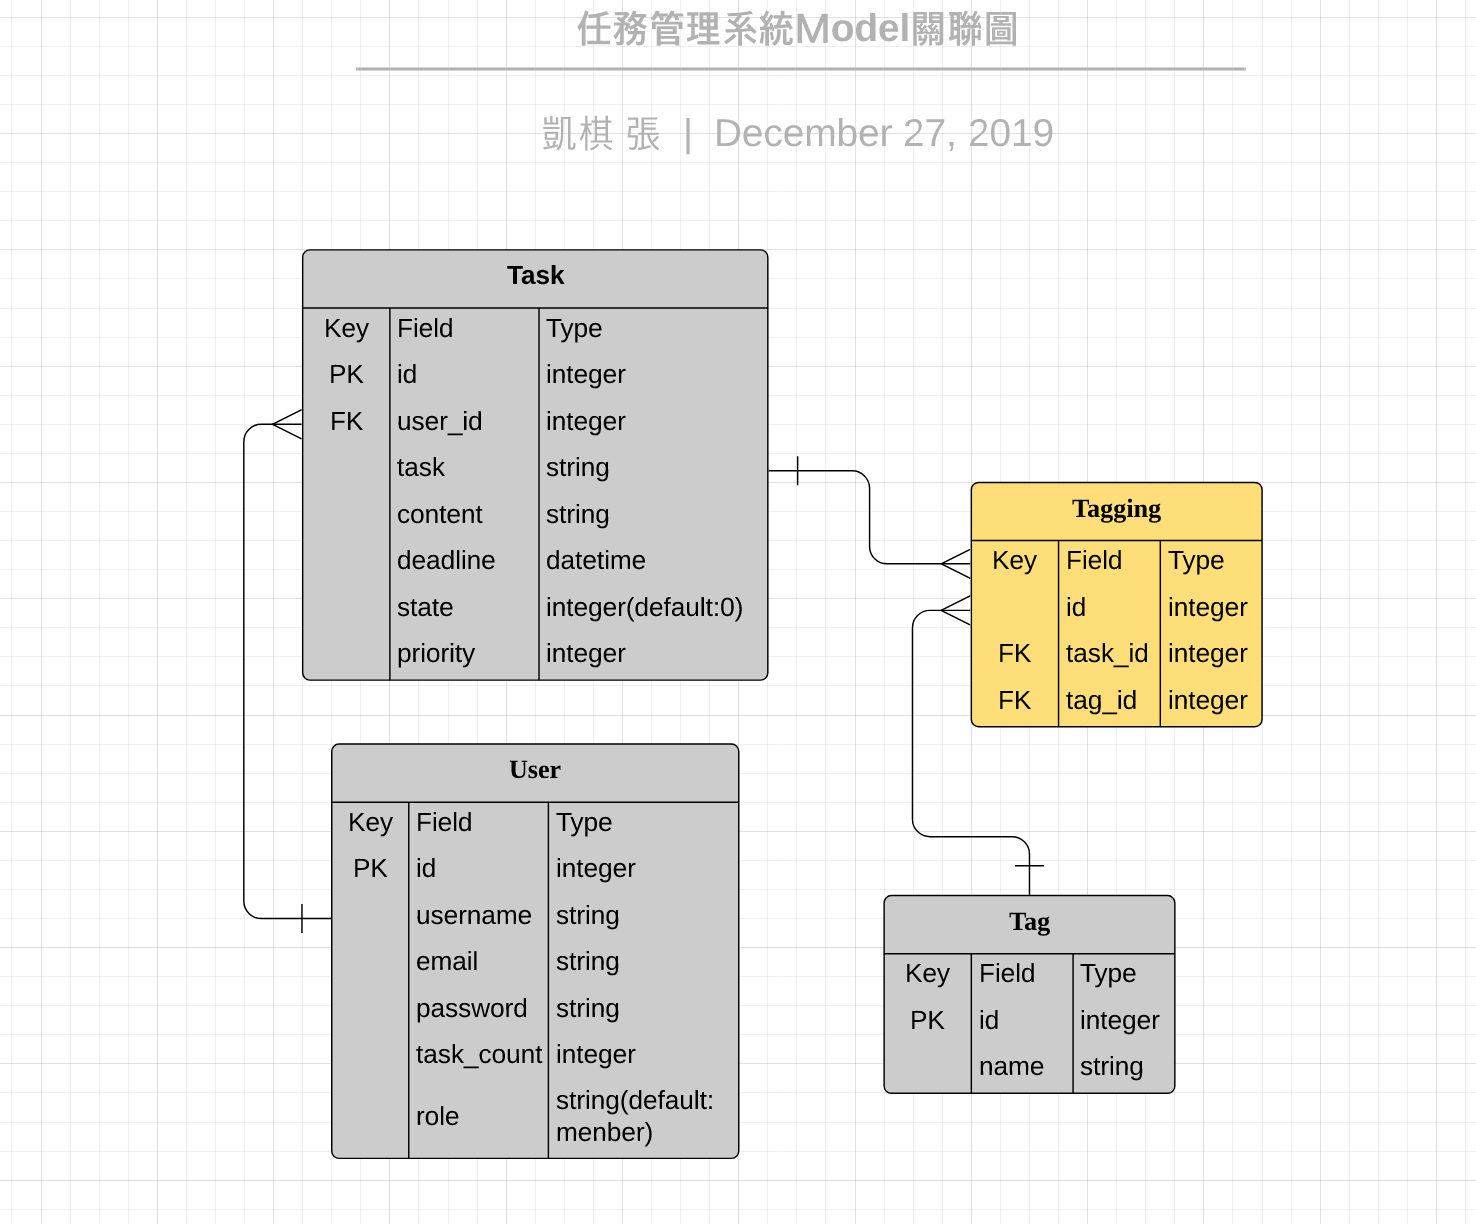 任務管理系統Model關聯圖
凱棋 張 | December 27, 2019
Task
Key Field Type
PK id integer
FK user_id integer
task string
content string
deadline datetime
state integer(default:0)
priority integer
Tagging
Key Field Type
id integer
FK task_id integer
FK tag_id integer
User
Key Field Type
PK id integer
username string
email string
password string
task_count integer
role string(default:
menber)
Tag
Key Field Type
PK id integer
name string